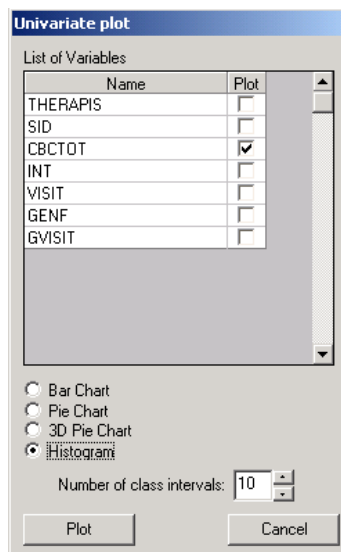 Univariate plot
List of Variables
Name Plot
THERAPIS
SID
CBCTOT
INT
VISIT
GENF
GVISIT
Bar Chart
Pie Chart
3D Pie Chart
Histogram
Number of class intervals: 10
Plot Cancel